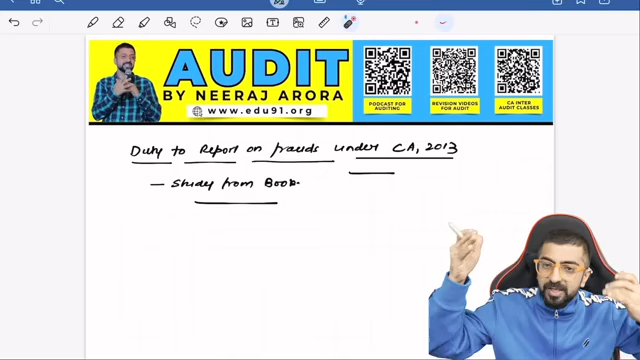 AUDIT
BY NEERAJ ARORA
www.edu91.org
PODCAST FOR
AUDITING
REVISION VIDEOS
FOR AUDIT
CA INTER
AUDIT CLASSES
Duty to Report on frauds under CA, 2013
— Study from Book.